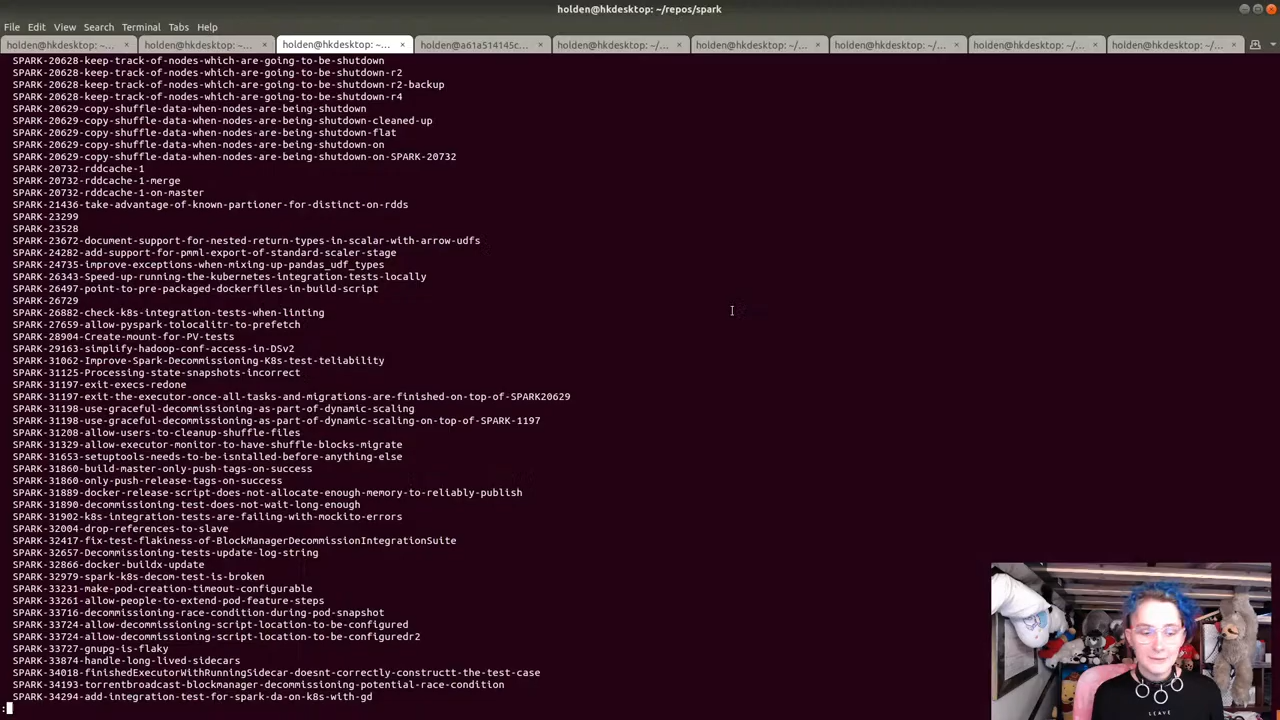 holden@hkdesktop: ~/repos/spark
File Edit View Search Terminal Tabs Help
holden@hkdesktop: ~... × holden@hkdesktop: ~... × holden@hkdesktop: ~... × holden@a61a514145c... × holden@hkdesktop: ~/... × holden@hkdesktop: ~/... × holden@hkdesktop: ~/... × holden@hkdesktop: ~/... × holden@hkdesktop: ~/... ×
SPARK-20628-keep-track-of-nodes-which-are-going-to-be-shutdown
SPARK-20628-keep-track-of-nodes-which-are-going-to-be-shutdown-r2
SPARK-20628-keep-track-of-nodes-which-are-going-to-be-shutdown-r2-backup
SPARK-20628-keep-track-of-nodes-which-are-going-to-be-shutdown-r4
SPARK-20629-copy-shuffle-data-when-nodes-are-being-shutdown
SPARK-20629-copy-shuffle-data-when-nodes-are-being-shutdown-cleaned-up
SPARK-20629-copy-shuffle-data-when-nodes-are-being-shutdown-flat
SPARK-20629-copy-shuffle-data-when-nodes-are-being-shutdown-on
SPARK-20629-copy-shuffle-data-when-nodes-are-being-shutdown-on-SPARK-20732
SPARK-20732-rddcache-1
SPARK-20732-rddcache-1-merge
SPARK-20732-rddcache-1-on-master
SPARK-21436-take-advantage-of-known-partioner-for-distinct-on-rdds
SPARK-23299
SPARK-23528
SPARK-23672-document-support-for-nested-return-types-in-scalar-with-arrow-udfs
SPARK-24282-add-support-for-pmml-export-of-standard-scaler-stage
SPARK-24735-improve-exceptions-when-mixing-up-pandas_udf_types
SPARK-26343-Speed-up-running-the-kubernetes-integration-tests-locally
SPARK-26497-point-to-pre-packaged-dockerfiles-in-build-script
SPARK-26729
SPARK-26882-check-k8s-integration-tests-when-linting
SPARK-27659-allow-pyspark-tolocalitr-to-prefetch
SPARK-28904-Create-mount-for-PV-tests
SPARK-29163-simplify-hadoop-conf-access-in-DSv2
SPARK-31062-Improve-Spark-Decommissioning-K8s-test-teliability
SPARK-31125-Processing-state-snapshots-incorrect
SPARK-31197-exit-execs-redone
SPARK-31197-exit-the-executor-once-all-tasks-and-migrations-are-finished-on-top-of-SPARK20629
SPARK-31198-use-graceful-decommissioning-as-part-of-dynamic-scaling
SPARK-31198-use-graceful-decommissioning-as-part-of-dynamic-scaling-on-top-of-SPARK-1197
SPARK-31208-allow-users-to-cleanup-shuffle-files
SPARK-31329-allow-executor-monitor-to-have-shuffle-blocks-migrate
SPARK-31653-setuptools-needs-to-be-isntalled-before-anything-else
SPARK-31860-build-master-only-push-tags-on-success
SPARK-31860-only-push-release-tags-on-success
SPARK-31889-docker-release-script-does-not-allocate-enough-memory-to-reliably-publish
SPARK-31890-decommissioning-test-does-not-wait-long-enough
SPARK-31902-k8s-integration-tests-are-failing-with-mockito-errors
SPARK-32004-drop-references-to-slave
SPARK-32417-fix-test-flakiness-of-BlockManagerDecommissionIntegrationSuite
SPARK-32657-Decommissioning-tests-update-log-string
SPARK-32866-docker-buildx-update
SPARK-32979-spark-k8s-decom-test-is-broken
SPARK-33231-make-pod-creation-timeout-configurable
SPARK-33261-allow-people-to-extend-pod-feature-steps
SPARK-33716-decommissioning-race-condition-during-pod-snapshot
SPARK-33724-allow-decommissioning-script-location-to-be-configured
SPARK-33724-allow-decommissioning-script-location-to-be-configuredr2
SPARK-33727-gnupg-is-flaky
SPARK-33874-handle-long-lived-sidecars
SPARK-34018-finishedExecutorWithRunningSidecar-doesnt-correctly-constructt-the-test-case
SPARK-34193-torrentbroadcast-blockmanager-decommissioning-potential-race-condition
SPARK-34294-add-integration-test-for-spark-da-on-k8s-with-gd
:
LEAVE